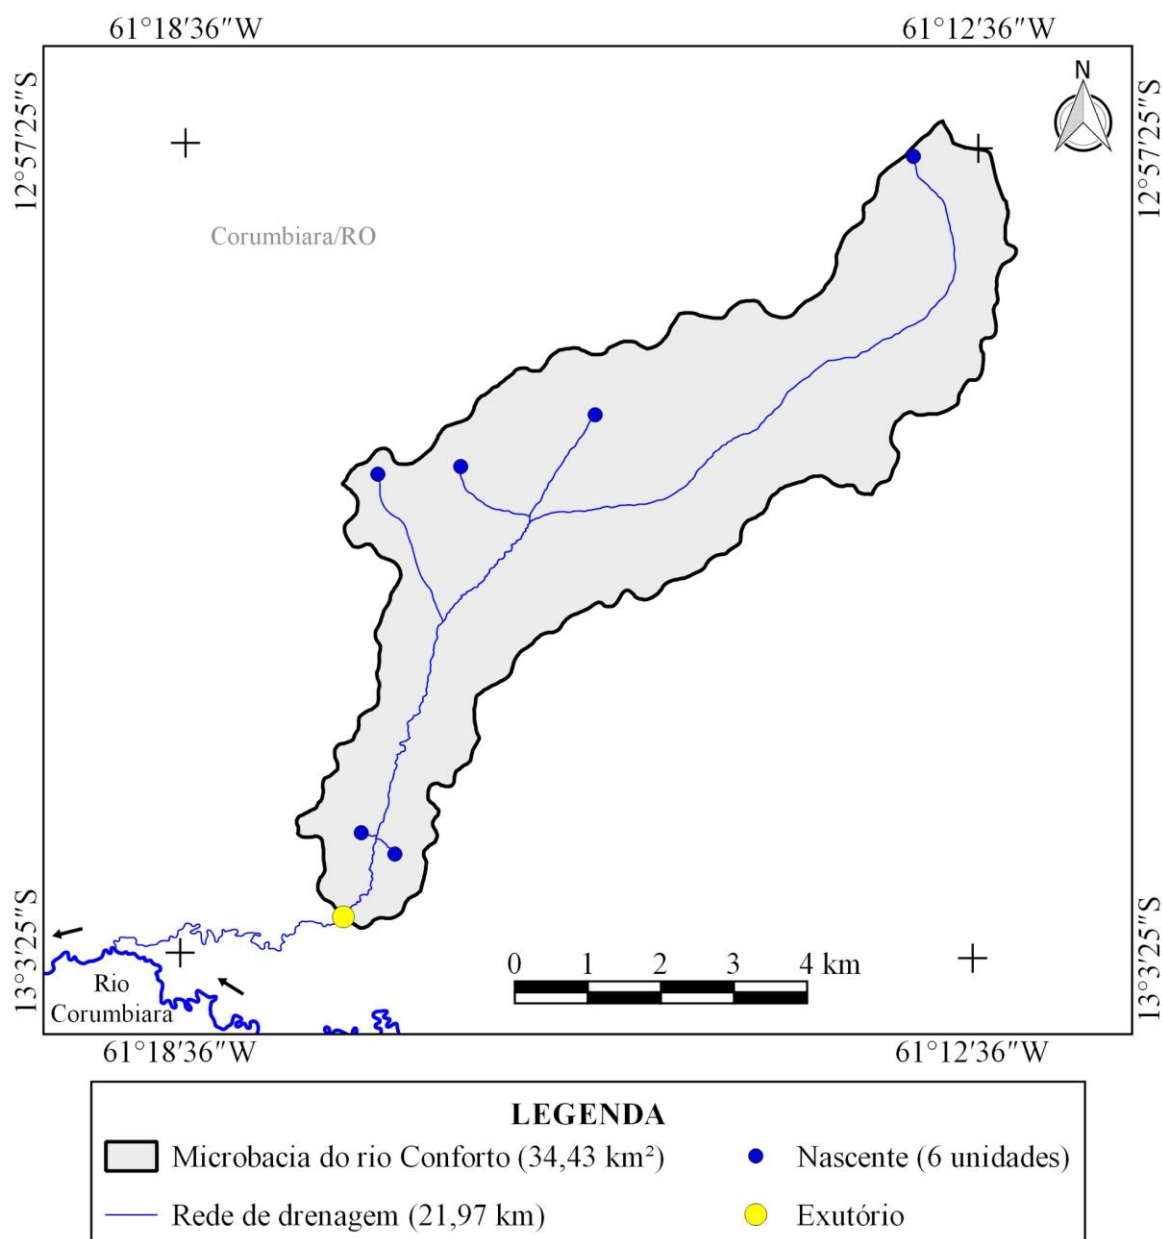 61°18′36″W 61°12′36″W
N
12°57′25″S 12°57′25″S
Corumbiara/RO
13°3′25″S 13°3′25″S
0 1 2 3 4 km
Rio
Corumbiara
61°18′36″W 61°12′36″W
LEGENDA
Microbacia do rio Conforto (34,43 km²) Nascente (6 unidades)
Rede de drenagem (21,97 km) Exutório